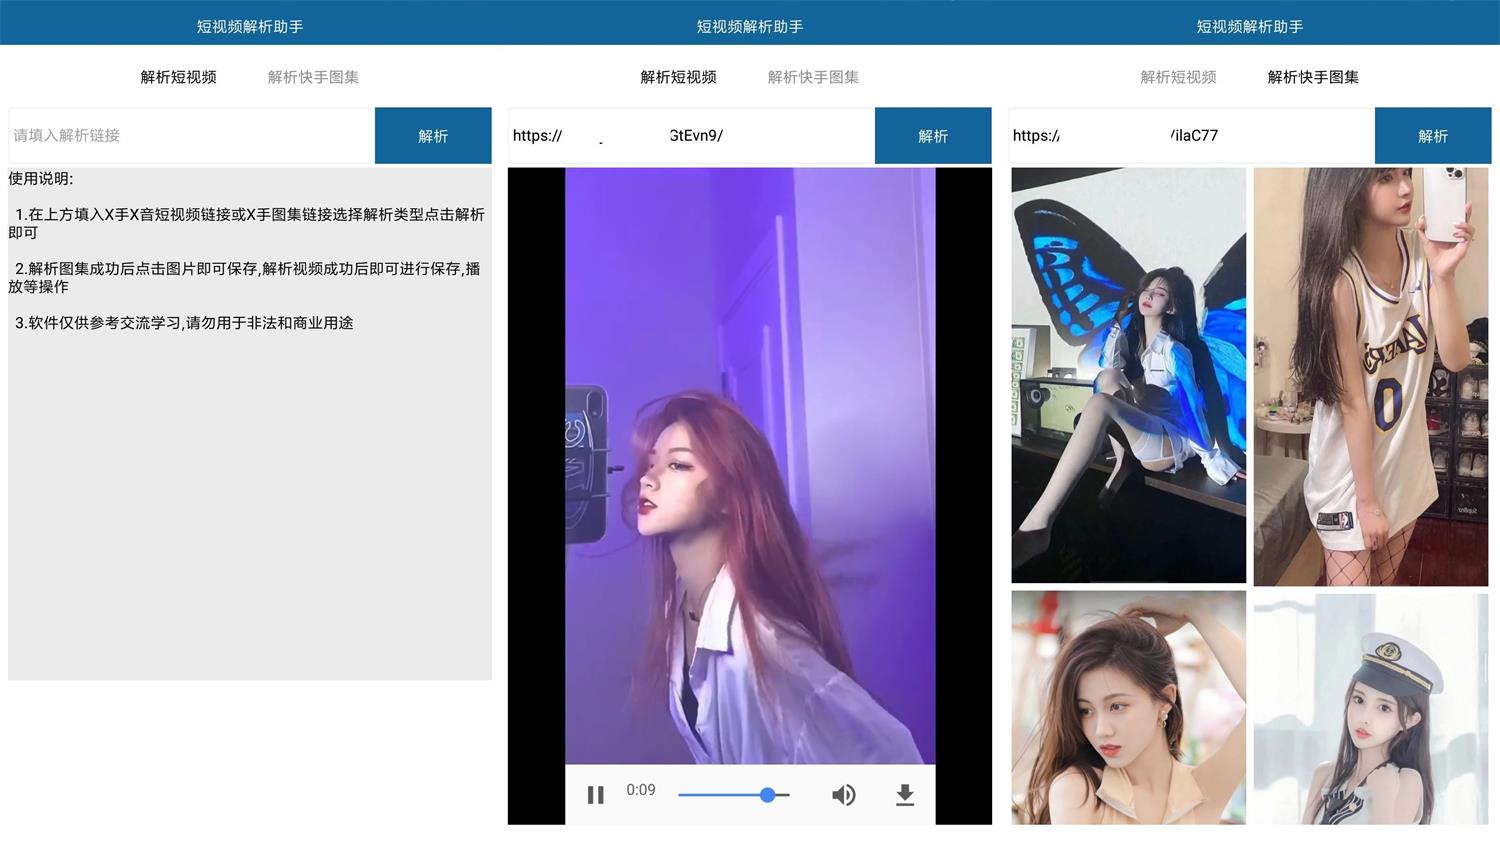 短视频解析助手
解析短视频 解析快手图集
请填入解析链接 解析
使用说明:
1.在上方填入X手X音短视频链接或X手图集链接选择解析类型点击解析
即可
2.解析图集成功后点击图片即可保存,解析视频成功后即可进行保存,播
放等操作
3.软件仅供参考交流学习,请勿用于非法和商业用途
短视频解析助手
解析短视频 解析快手图集
https:// GtEvn9/ 解析
0:09
短视频解析助手
解析短视频 解析快手图集
https:// /ilaC77 解析
LAKERS
0